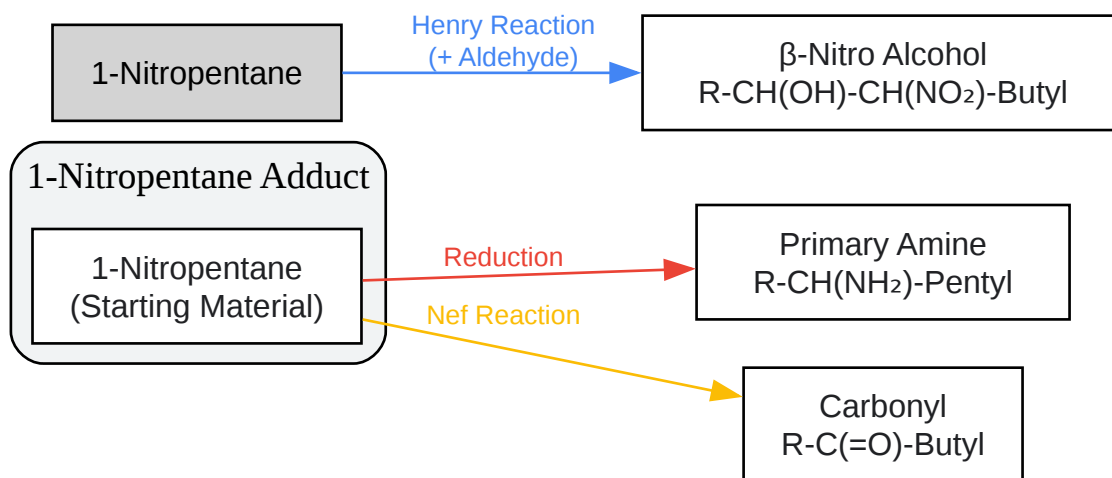 Henry Reaction
(+ Aldehyde)
1-Nitropentane
β-Nitro Alcohol
R-CH(OH)-CH(NO₂)-Butyl
1-Nitropentane Adduct
1-Nitropentane
(Starting Material)
Reduction
Primary Amine
R-CH(NH₂)-Pentyl
Nef Reaction
Carbonyl
R-C(=O)-Butyl